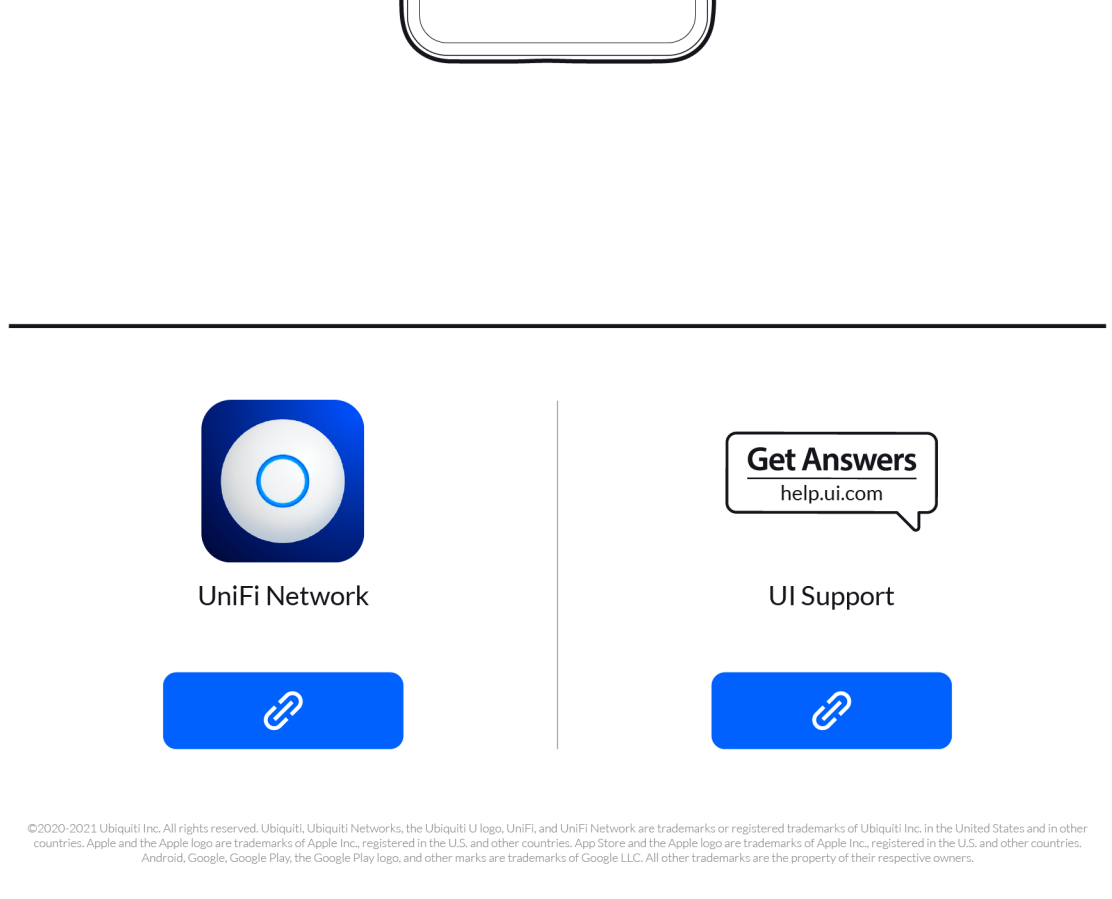 Get Answers
help.ui.com
UniFi Network
UI Support
©2020-2021 Ubiquiti Inc. All rights reserved. Ubiquiti, Ubiquiti Networks, the Ubiquiti U logo, UniFi, and UniFi Network are trademarks or registered trademarks of Ubiquiti Inc. in the United States and in other
countries. Apple and the Apple logo are trademarks of Apple Inc., registered in the U.S. and other countries. App Store and the Apple logo are trademarks of Apple Inc., registered in the U.S. and other countries.
Android, Google, Google Play, the Google Play logo, and other marks are trademarks of Google LLC. All other trademarks are the property of their respective owners.